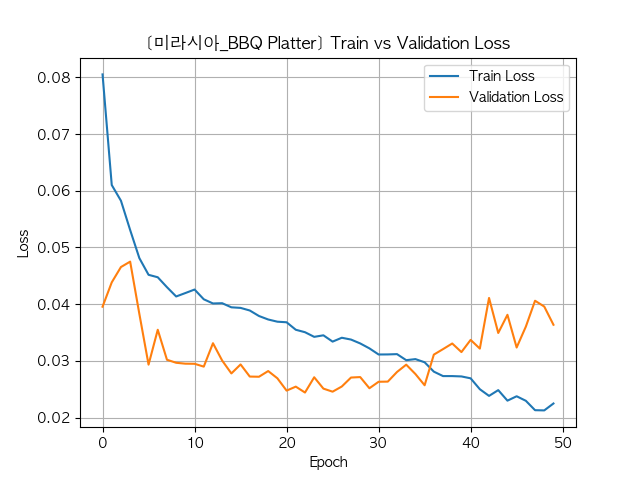 [미라시아_BBQ Platter] Train vs Validation Loss
Train Loss
Validation Loss
Loss
0.08
0.07
0.06
0.05
0.04
0.03
0.02
0 10 20 30 40 50
Epoch